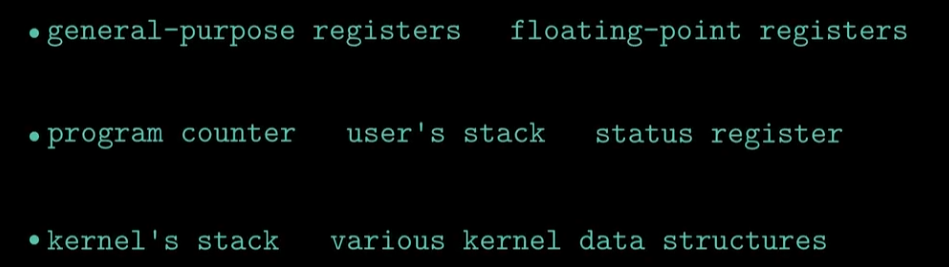 • general-purpose registers floating-point registers
• program counter user's stack status register
• kernel's stack various kernel data structures